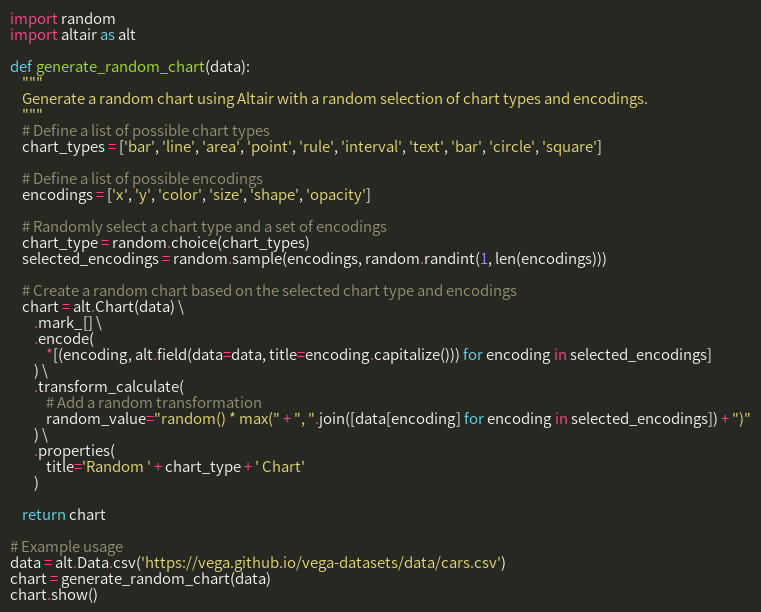 import random
import altair as alt
def generate_random_chart(data):
"""
Generate a random chart using Altair with a random selection of chart types and encodings.
"""
# Define a list of possible chart types
chart_types = ['bar', 'line', 'area', 'point', 'rule', 'interval', 'text', 'bar', 'circle', 'square']
# Define a list of possible encodings
encodings = ['x', 'y', 'color', 'size', 'shape', 'opacity']
# Randomly select a chart type and a set of encodings
chart_type = random.choice(chart_types)
selected_encodings = random.sample(encodings, random.randint(1, len(encodings)))
# Create a random chart based on the selected chart type and encodings
chart = alt.Chart(data) \
.mark_[] \
.encode(
*[(encoding, alt.field(data=data, title=encoding.capitalize())) for encoding in selected_encodings]
) \
.transform_calculate(
# Add a random transformation
random_value="random() * max(" + ", ".join([data[encoding] for encoding in selected_encodings]) + ")"
) \
.properties(
title='Random ' + chart_type + ' Chart'
)
return chart
# Example usage
data = alt.Data.csv('https://vega.github.io/vega-datasets/data/cars.csv')
chart = generate_random_chart(data)
chart.show()